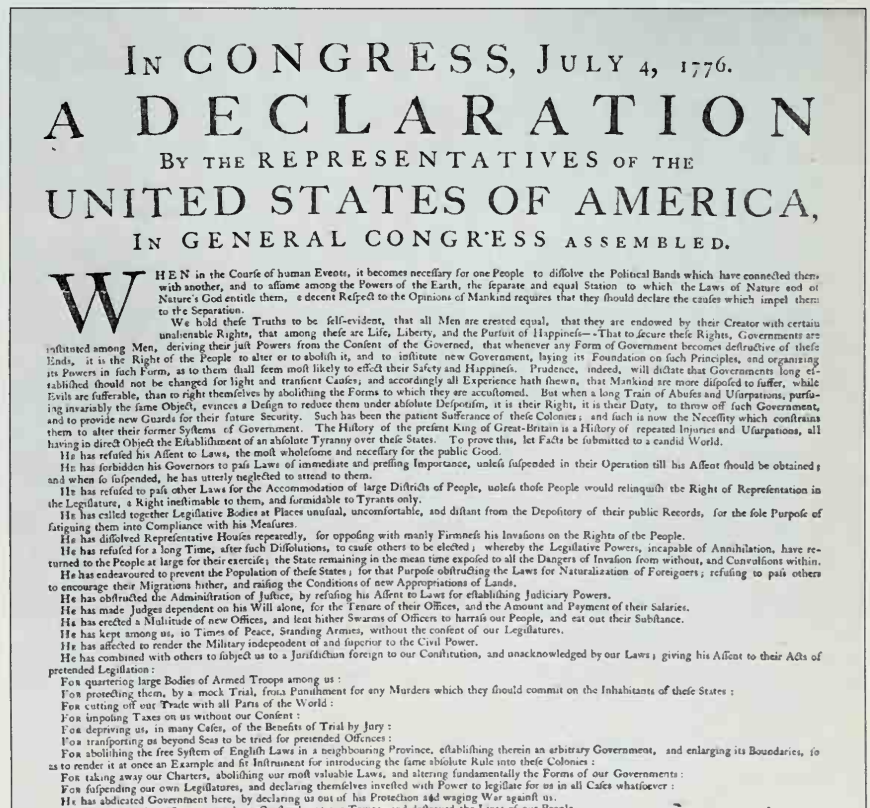 IN CONGRESS, JULY 4, 1776.
A DECLARATION
BY THE REPRESENTATIVES OF THE
UNITED STATES OF AMERICA,
IN GENERAL CONGRESS ASSEMBLED.
WHEN in the Courſe of human Events, it becomes neceſſary for one People to diſſolve the Political Bands which have connected them
with another, and to aſſume among the Powers of the Earth, the ſeparate and equal Station to which the Laws of Nature and of
Nature's God entitle them, a decent Reſpect to the Opinions of Mankind requires that they ſhould declare the cauſes which impel them
to the Separation.
We hold theſe Truths to be ſelf-evident, that all Men are created equal, that they are endowed by their Creator with certain
unalienable Rights, that among theſe are Life, Liberty, and the Purſuit of Happineſs--That to ſecure theſe Rights, Governments are
inſtituted among Men, deriving their juſt Powers from the Conſent of the Governed, that whenever any Form of Government becomes deſtructive of theſe
Ends, it is the Right of the People to alter or to aboliſh it, and to inſtitute new Government, laying its Foundation on ſuch Principles, and organizing
its Powers in ſuch Form, as to them ſhall ſeem moſt likely to effect their Safety and Happineſs. Prudence, indeed, will dictate that Governments long eſ-
tabliſhed ſhould not be changed for light and tranſient Cauſes; and accordingly all Experience hath ſhewn, that Mankind are more diſpoſed to ſuffer, while
Evils are ſufferable, than to right themſelves by aboliſhing the Forms to which they are accuſtomed. But when a long Train of Abuſes and Uſurpations, purſu-
ing invariably the ſame Object, evinces a Deſign to reduce them under abſolute Deſpotiſm, it is their Right, it is their Duty, to throw off ſuch Government,
and to provide new Guards for their future Security. Such has been the patient Sufferance of theſe Colonies; and ſuch is now the Neceſſity which conſtrains
them to alter their former Syſtems of Government. The Hiſtory of the preſent King of Great-Britain is a Hiſtory of repeated Injuries and Uſurpations, all
having in direct Object the Eſtabliſhment of an abſolute Tyranny over theſe States. To prove this, let Facts be ſubmitted to a candid World.
HE has refuſed his Aſſent to Laws, the moſt wholeſome and neceſſary for the public Good.
HE has forbidden his Governors to paſs Laws of immediate and preſſing Importance, unleſs ſuſpended in their Operation till his Aſſent ſhould be obtained;
and when ſo ſuſpended, he has utterly neglected to attend to them.
HE has refuſed to paſs other Laws for the Accommodation of large Diſtricts of People, unleſs thoſe People would relinquiſh the Right of Repreſentation in
the Legiſlature, a Right ineſtimable to them, and formidable to Tyrants only.
HE has called together Legiſlative Bodies at Places unuſual, uncomfortable, and diſtant from the Depoſitory of their public Records, for the ſole Purpoſe of
fatiguing them into Compliance with his Meaſures.
HE has diſſolved Repreſentative Houſes repeatedly, for oppoſing with manly Firmneſs his Invaſions on the Rights of the People.
HE has refuſed for a long Time, after ſuch Diſſolutions, to cauſe others to be elected; whereby the Legiſlative Powers, incapable of Annihilation, have re-
turned to the People at large for their exerciſe; the State remaining in the mean time expoſed to all the Dangers of Invaſion from without, and Convulſions within.
HE has endeavoured to prevent the Population of theſe States; for that Purpoſe obſtructing the Laws for Naturalization of Foreigners; refuſing to paſs others
to encourage their Migrations hither, and raiſing the Conditions of new Appropriations of Lands.
HE has obſtructed the Adminiſtration of Juſtice, by refuſing his Aſſent to Laws for eſtabliſhing Judiciary Powers.
HE has made Judges dependent on his Will alone, for the Tenure of their Offices, and the Amount and Payment of their Salaries.
HE has erected a Multitude of new Offices, and ſent hither Swarms of Officers to harraſs our People, and eat out their Subſtance.
HE has kept among us, in Times of Peace, Standing Armies, without the conſent of our Legiſlatures.
HE has affected to render the Military independent of and ſuperior to the Civil Power.
HE has combined with others to ſubject us to a Juriſdiction foreign to our Conſtitution, and unacknowledged by our Laws; giving his Aſſent to their Acts of
pretended Legiſlation:
FOR quartering large Bodies of Armed Troops among us:
FOR protecting them, by a mock Trial, from Puniſhment for any Murders which they ſhould commit on the Inhabitants of theſe States:
FOR cutting off our Trade with all Parts of the World:
FOR impoſing Taxes on us without our Conſent:
FOR depriving us, in many Caſes, of the Benefits of Trial by Jury:
FOR tranſporting us beyond Seas to be tried for pretended Offences:
FOR aboliſhing the free Syſtem of Engliſh Laws in a neighbouring Province, eſtabliſhing therein an arbitrary Government, and enlarging its Boundaries, ſo
as to render it at once an Example and fit Inſtrument for introducing the ſame abſolute Rule into theſe Colonies:
FOR taking away our Charters, aboliſhing our moſt valuable Laws, and altering fundamentally the Forms of our Governments:
FOR ſuſpending our own Legiſlatures, and declaring themſelves inveſted with Power to legiſlate for us in all Caſes whatſoever:
HE has abdicated Government here, by declaring us out of his Protection and waging War againſt us.